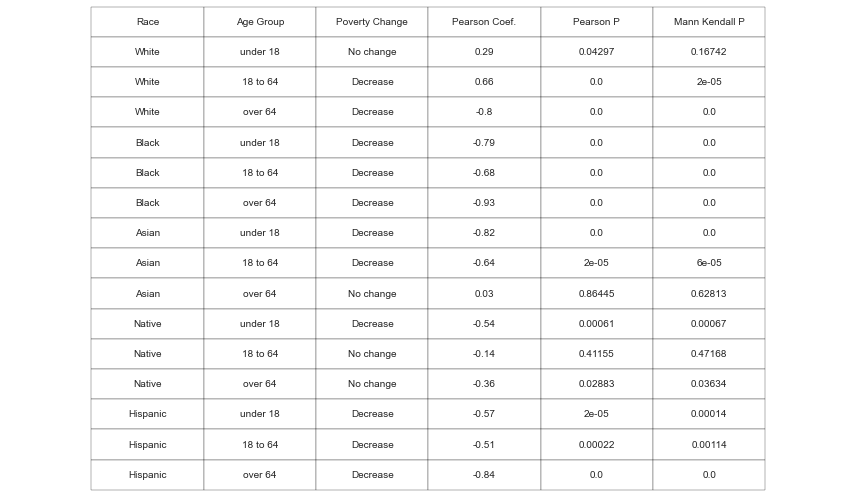 Race Age Group Poverty Change Pearson Coef. Pearson P Mann Kendall P
White under 18 No change 0.29 0.04297 0.16742
White 18 to 64 Decrease 0.66 0.0 2e-05
White over 64 Decrease -0.8 0.0 0.0
Black under 18 Decrease -0.79 0.0 0.0
Black 18 to 64 Decrease -0.68 0.0 0.0
Black over 64 Decrease -0.93 0.0 0.0
Asian under 18 Decrease -0.82 0.0 0.0
Asian 18 to 64 Decrease -0.64 2e-05 6e-05
Asian over 64 No change 0.03 0.86445 0.62813
Native under 18 Decrease -0.54 0.00061 0.00067
Native 18 to 64 No change -0.14 0.41155 0.47168
Native over 64 No change -0.36 0.02883 0.03634
Hispanic under 18 Decrease -0.57 2e-05 0.00014
Hispanic 18 to 64 Decrease -0.51 0.00022 0.00114
Hispanic over 64 Decrease -0.84 0.0 0.0